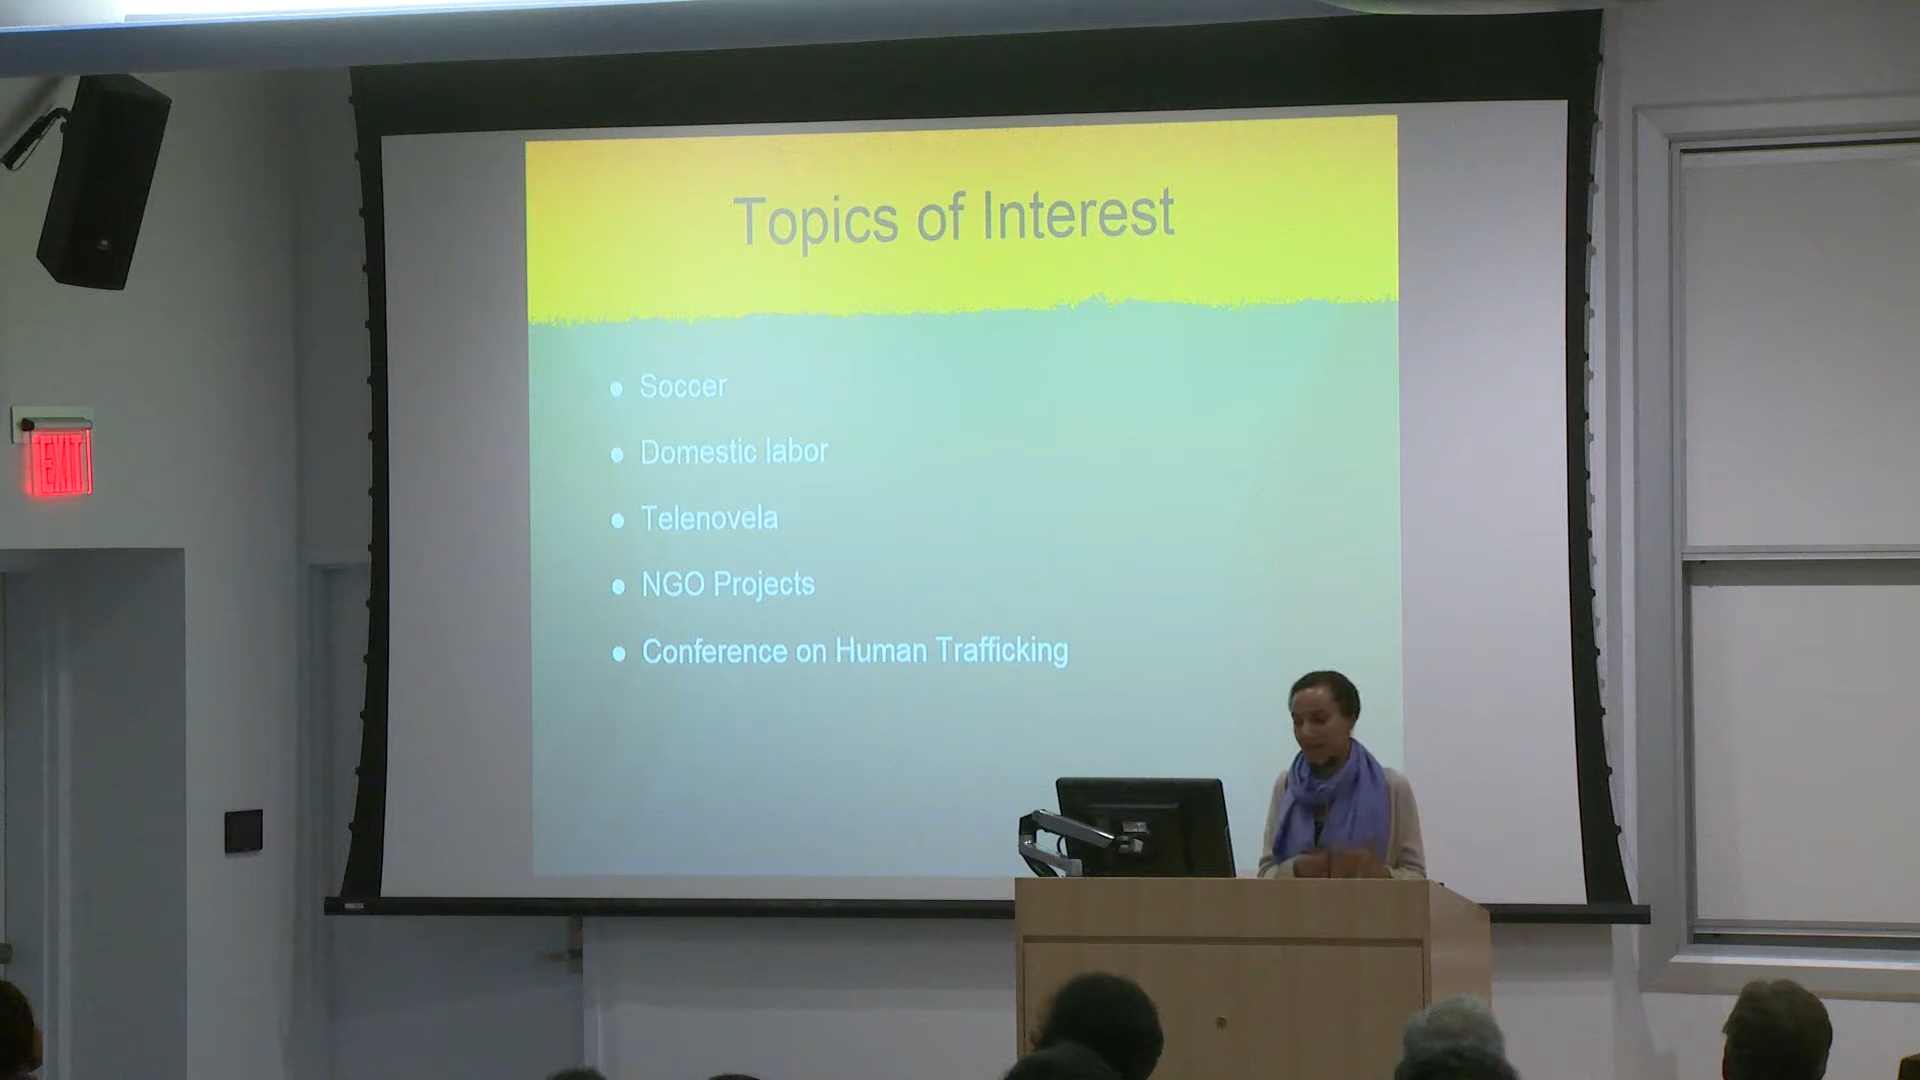 Topics of Interest
• Soccer
• Domestic labor
• Telenovela
• NGO Projects
• Conference on Human Trafficking
EXIT